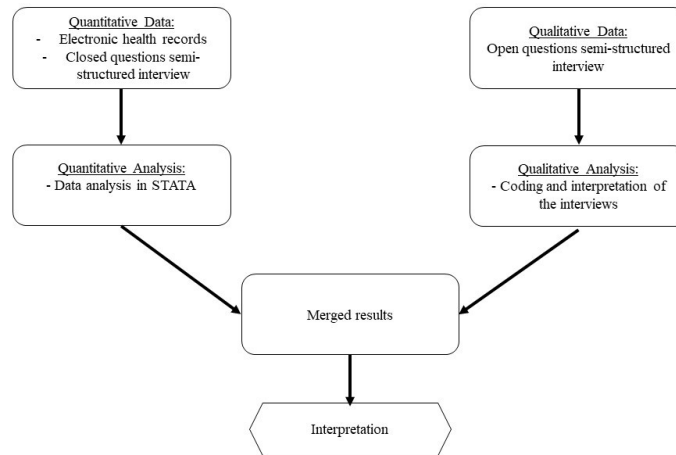 Quantitative Data:
- Electronic health records
- Closed questions semi-
structured interview
Qualitative Data:
Open questions semi-structured
interview
Quantitative Analysis:
- Data analysis in STATA
Qualitative Analysis:
- Coding and interpretation of
the interviews
Merged results
Interpretation